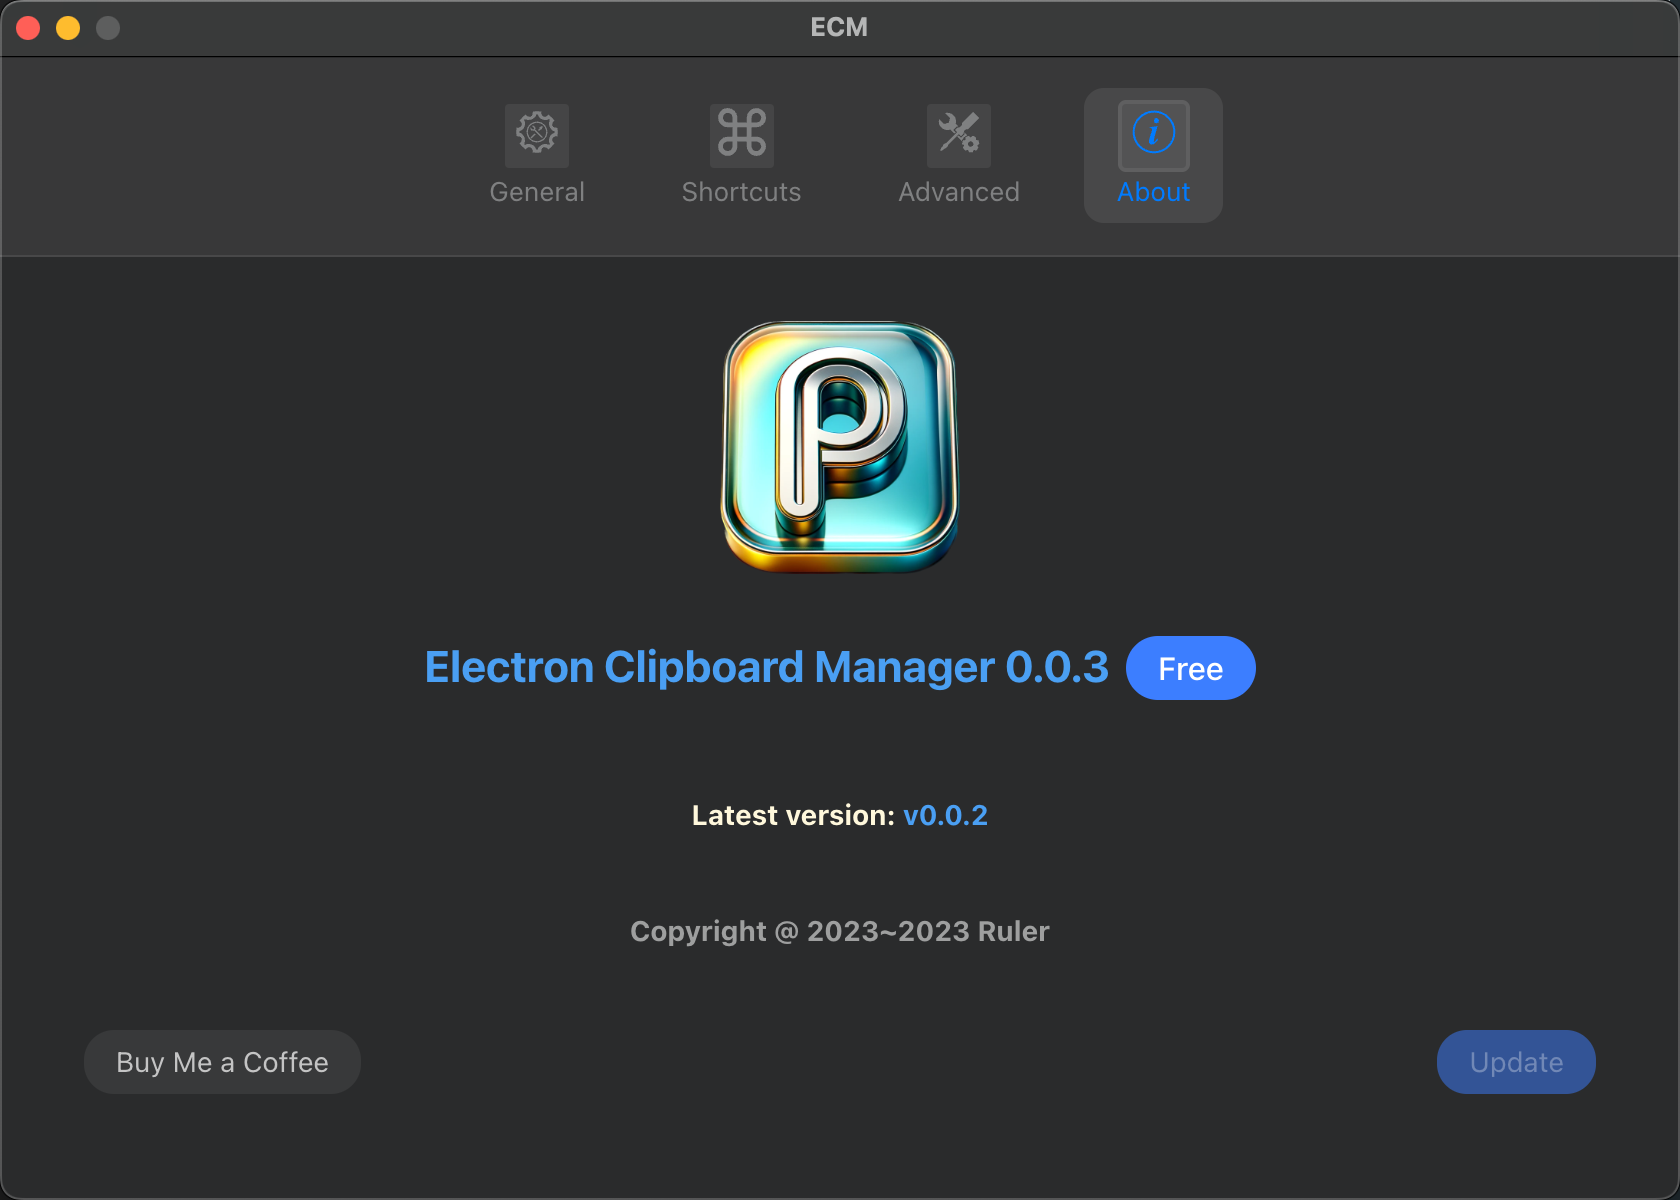 ECM
General
Shortcuts
Advanced
About
P
Electron Clipboard Manager 0.0.3 Free
Latest version: v0.0.2
Copyright @ 2023~2023 Ruler
Buy Me a Coffee
Update